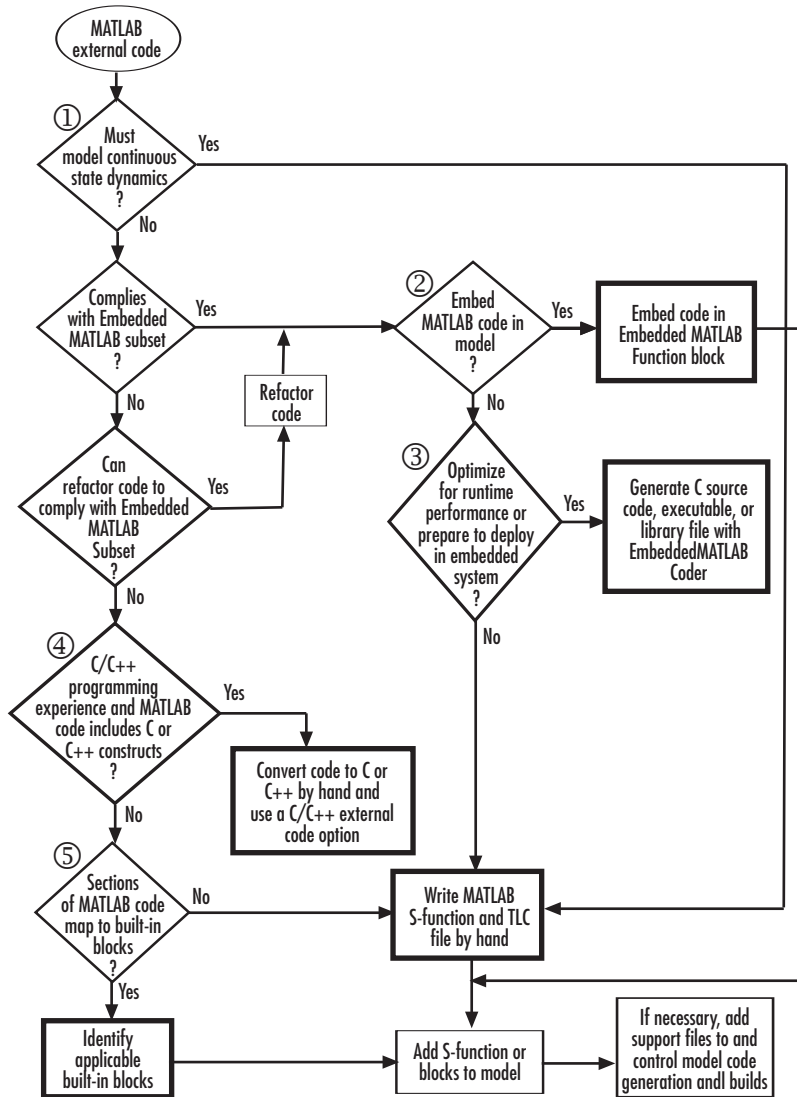 MATLAB
external code
①
Must
model continuous
state dynamics
?
Yes
No
Complies
with Embedded
MATLAB subset
?
Yes
No
②
Embed
MATLAB code in
model
?
Yes
No
Embed code in
Embedded MATLAB
Function block
Refactor
code
Can
refactor code to
comply with Embedded
MATLAB
Subset
?
Yes
No
③
Optimize
for runtime
performance or
prepare to deploy
in embedded
system
?
Yes
No
Generate C source
code, executable, or
library file with
EmbeddedMATLAB
Coder
④
C/C++
programming
experience and MATLAB
code includes C or
C++ constructs
?
Yes
No
Convert code to C or
C++ by hand and
use a C/C++ external
code option
⑤
Sections
of MATLAB code
map to built-in
blocks
?
No
Yes
Write MATLAB
S-function and TLC
file by hand
Identify
applicable
built-in blocks
Add S-function or
blocks to model
If necessary, add
support files to and
control model code
generation andl builds